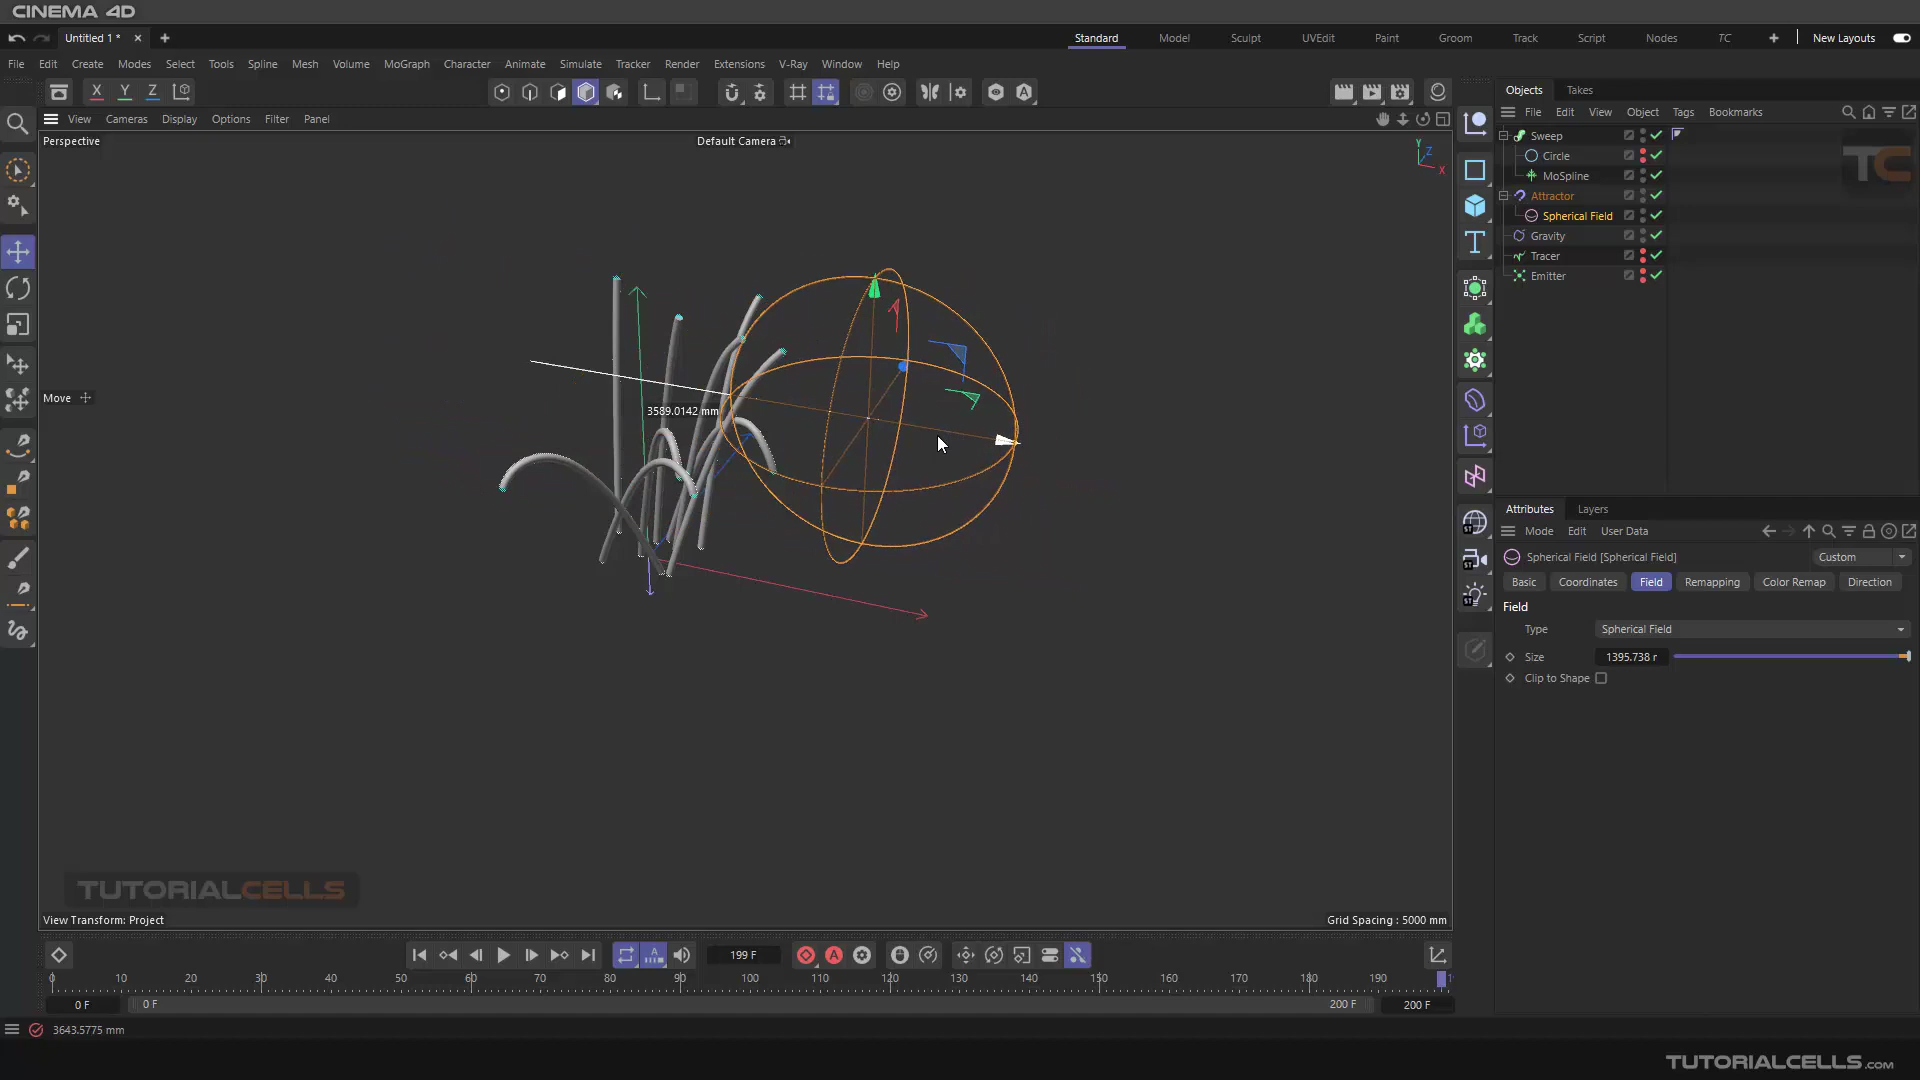 CINEMA 4D
Untitled 1 *
Standard Model Sculpt UVEdit Paint Groom Track Script Nodes TC New Layouts
File Edit Create Modes Select Tools Spline Mesh Volume MoGraph Character Animate Simulate Tracker Render Extensions V-Ray Window Help
X Y Z
Objects Takes
File Edit View Object Tags Bookmarks
View Cameras Display Options Filter Panel
Perspective
Default Camera
Y
Z
X
Sweep
Circle
MoSpline
Attractor
Spherical Field
Gravity
Tracer
Emitter
TC
Move
3589.0142 mm
Attributes Layers
Mode Edit User Data
Spherical Field [Spherical Field]
Custom
Basic Coordinates Field Remapping Color Remap Direction
Field
Type Spherical Field
Size 1395.738 r
Clip to Shape
TUTORIALCELLS
View Transform: Project
Grid Spacing : 5000 mm
199 F
0 10 20 30 40 50 60 70 80 90 100 110 120 130 140 150 160 170 180 190
0 F 0 F 200 F 200 F
3643.5775 mm
TUTORIALCELLS.com